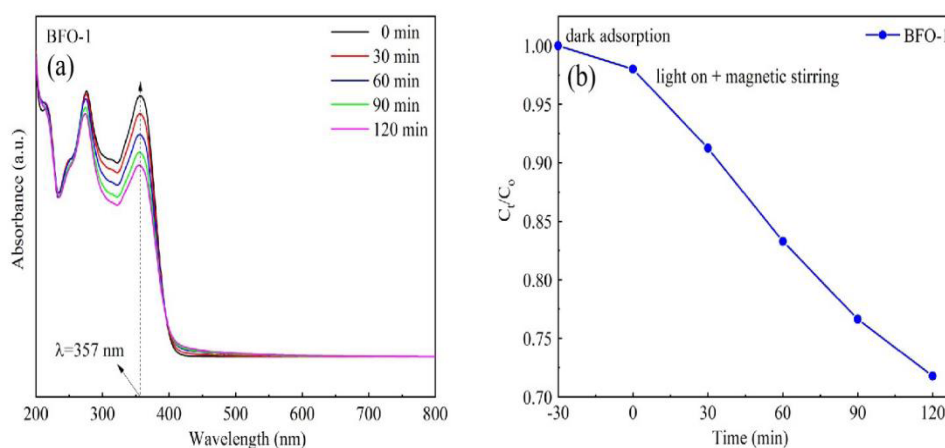 BFO-1
(a)
0 min
30 min
60 min
90 min
120 min
Absorbance (a.u.)
λ=357 nm
200 300 400 500 600 700 800
Wavelength (nm)
dark adsorption
BFO-1
(b)
light on + magnetic stirring
1.00
0.95
0.90
0.85
0.80
0.75
0.70
Ct/Co
-30 0 30 60 90 120
Time (min)